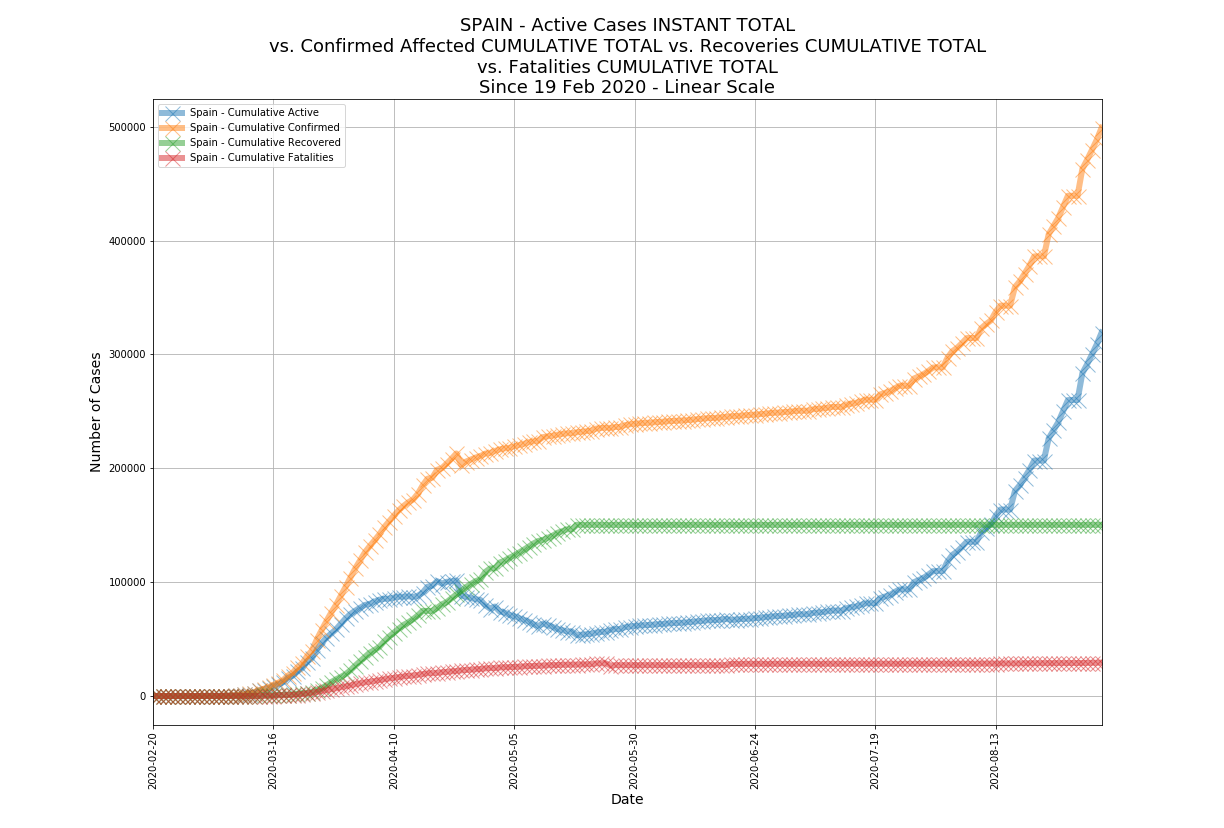 SPAIN - Active Cases INSTANT TOTAL
vs. Confirmed Affected CUMULATIVE TOTAL vs. Recoveries CUMULATIVE TOTAL
vs. Fatalities CUMULATIVE TOTAL
Since 19 Feb 2020 - Linear Scale
Spain - Cumulative Active
Spain - Cumulative Confirmed
Spain - Cumulative Recovered
Spain - Cumulative Fatalities
Number of Cases
500000
400000
300000
200000
100000
0
2020-02-20
2020-03-16
2020-04-10
2020-05-05
2020-05-30
2020-06-24
2020-07-19
2020-08-13
Date